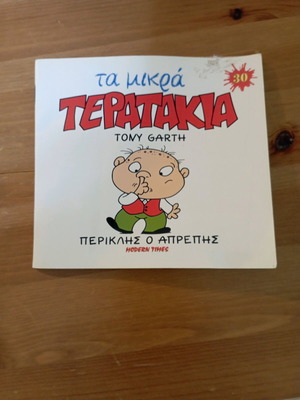 τα μικρά
30
ΤΕΡΑΤΑΚΙΑ
TONY GARTH
ΠΕΡΙΚΛΗΣ Ο ΑΠΡΕΠΗΣ
MODERN TIMES